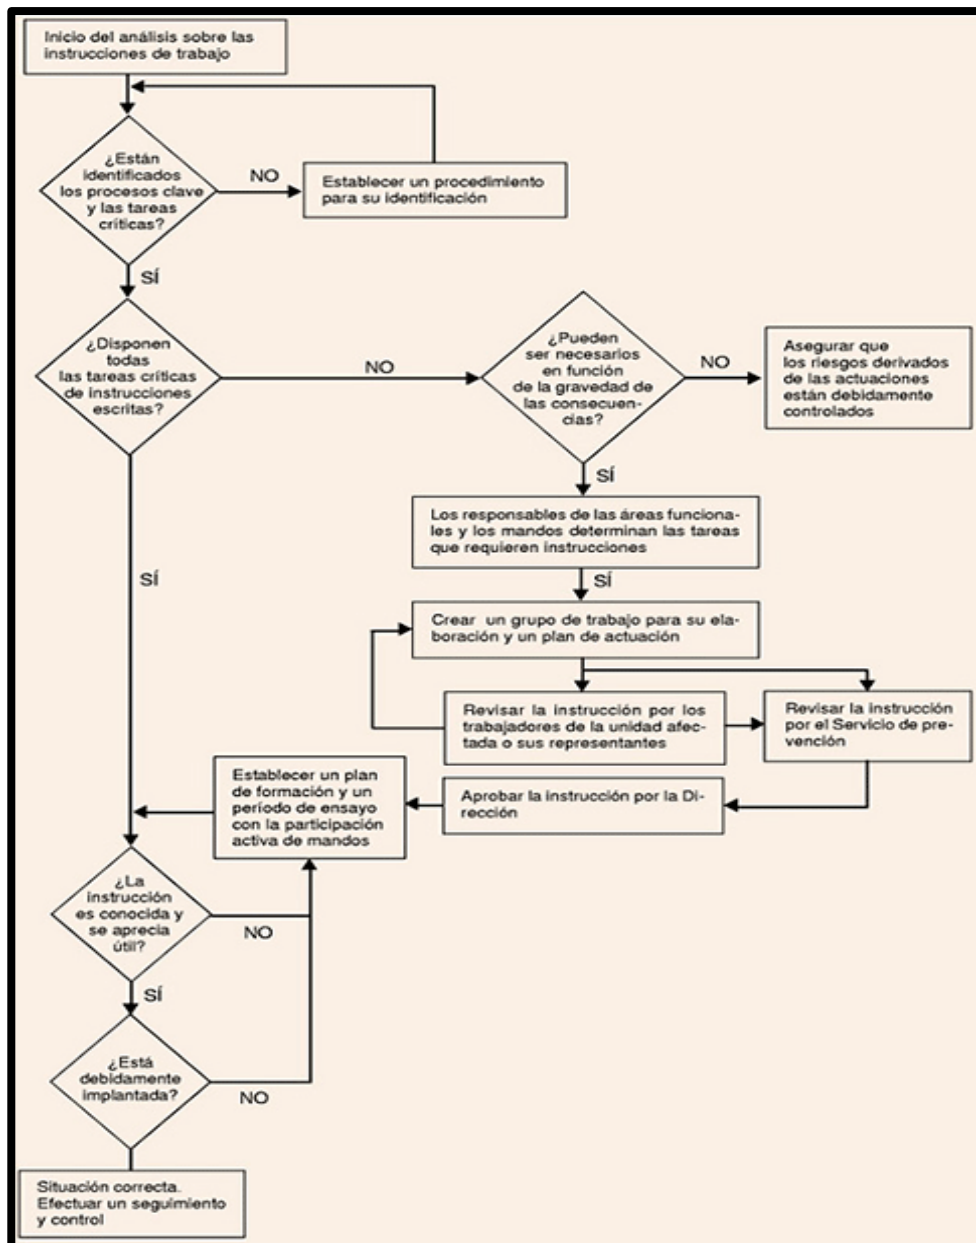 Inicio del análisis sobre las
instrucciones de trabajo
¿Están
identificados
los procesos clave
y las tareas
críticas?
NO
Establecer un procedimiento
para su identificación
SÍ
¿Disponen
todas
las tareas críticas
de instrucciones
escritas?
NO
¿Pueden
ser necesarios
en función
de la gravedad de
las consecuen-
cias?
NO
Asegurar que
los riesgos derivados
de las actuaciones
están debidamente
controlados
SÍ
Los responsables de las áreas funciona-
les y los mandos determinan las tareas
que requieren instrucciones
SÍ
SÍ
Crear un grupo de trabajo para su ela-
boración y un plan de actuación
Revisar la instrucción por los
trabajadores de la unidad afec-
tada o sus representantes
Revisar la instrucción
por el Servicio de pre-
vención
Establecer un plan
de formación y un
período de ensayo
con la participación
activa de mandos
Aprobar la instrucción por la Di-
rección
¿La
instrucción
es conocida y
se aprecia
útil?
NO
SÍ
¿Está
debidamente
implantada?
NO
Situación correcta.
Efectuar un seguimiento
y control